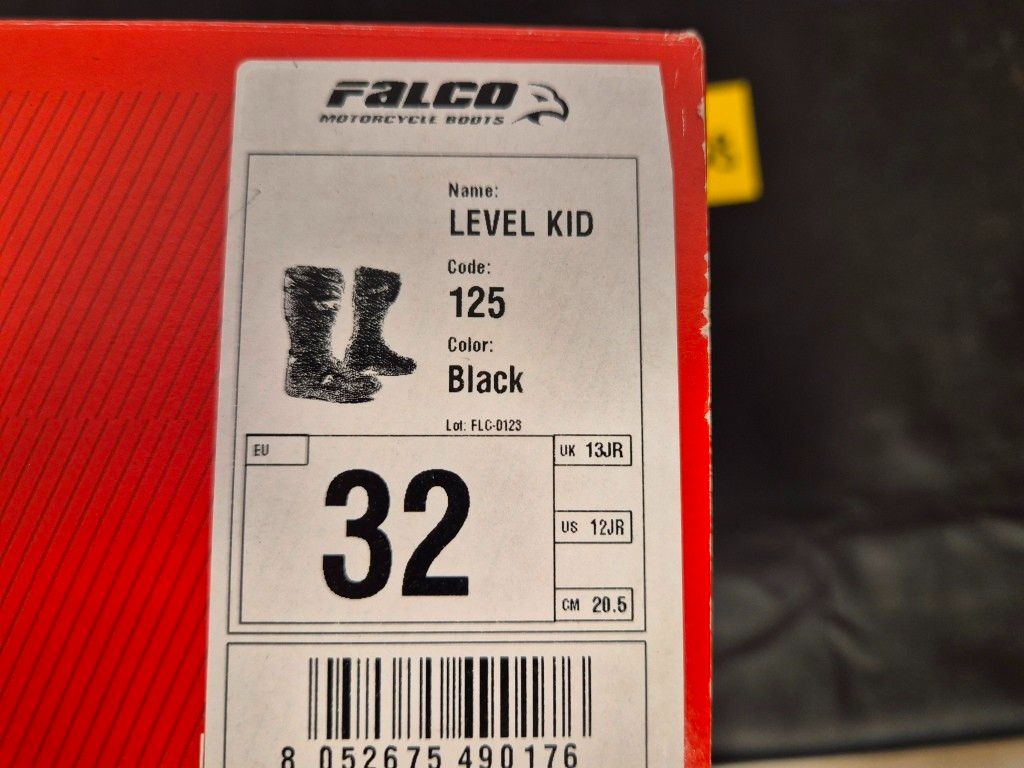 FALCO
MOTORCYCLE BOOTS
Name:
LEVEL KID
Code:
125
Color:
Black
Lot: FLC-0123
EU
32
UK 13JR
US 12JR
CM 20.5
8 052675 490176